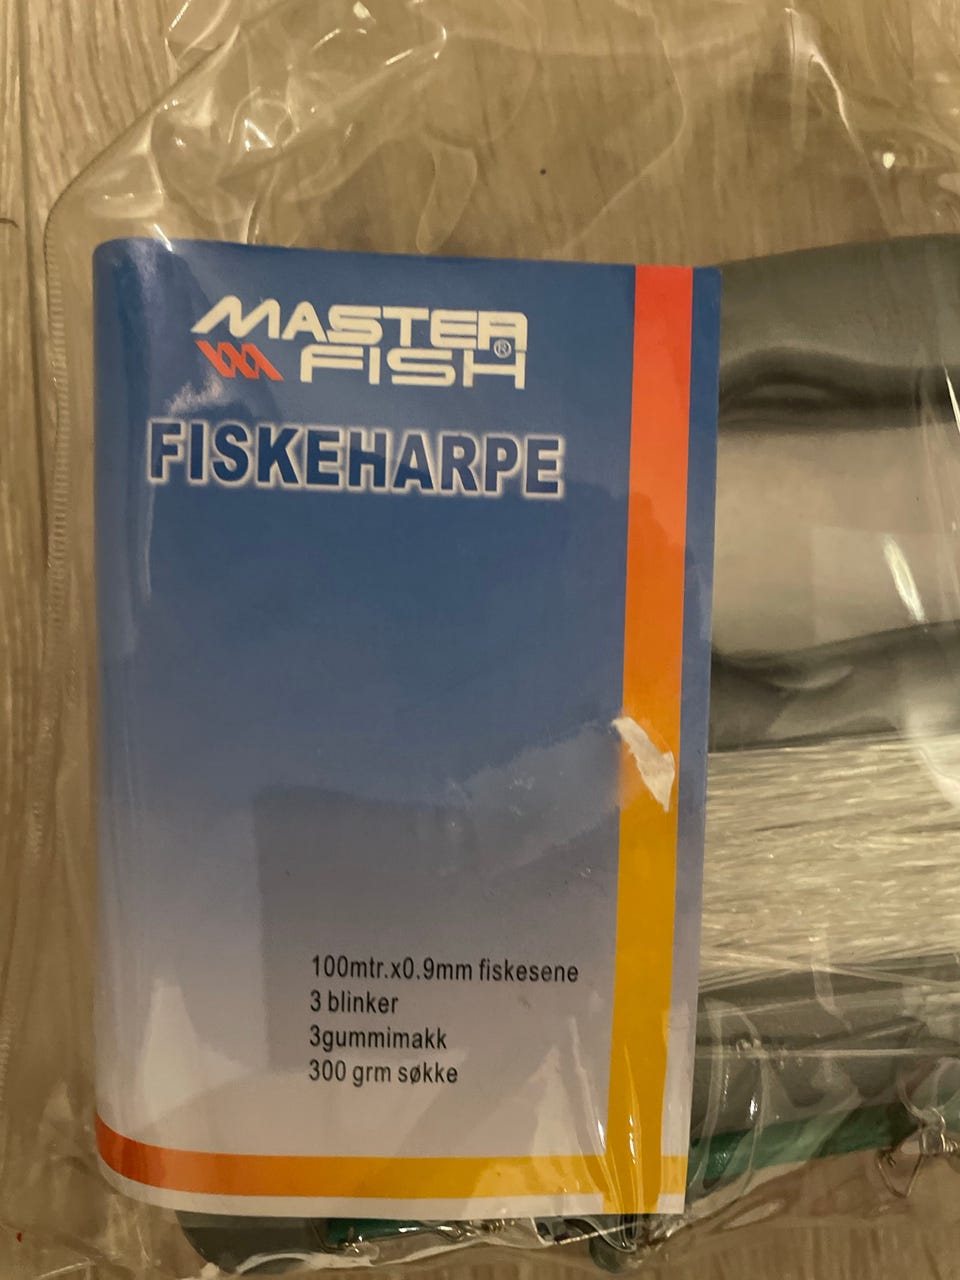 MASTER
FISH®
FISKEHARPE
100mtr.x0.9mm fiskesene
3 blinker
3gummimakk
300 grm søkke